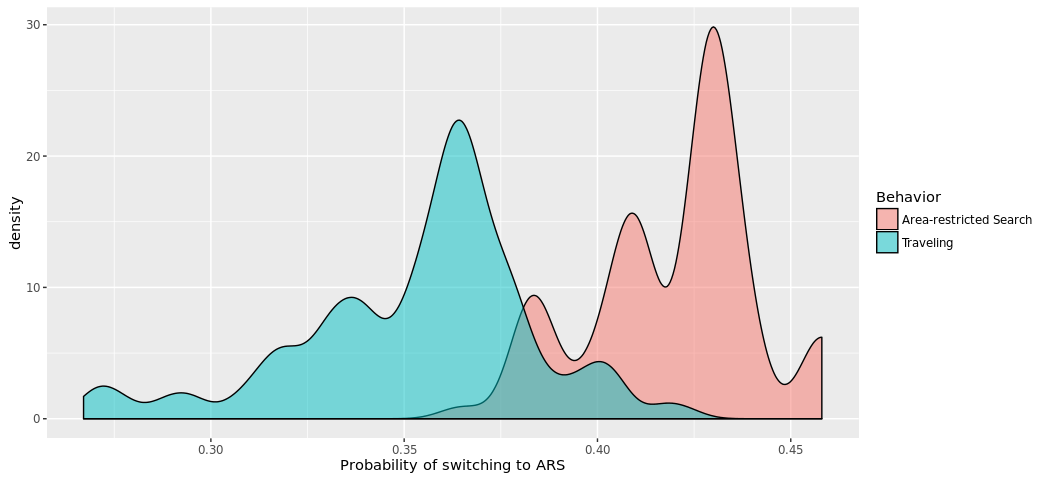 density
30
20
10
0
0.30 0.35 0.40 0.45
Probability of switching to ARS
Behavior
Area-restricted Search
Traveling